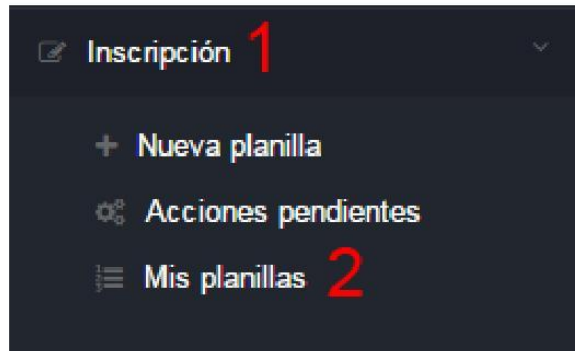 Inscripción 1
Nueva planilla
Acciones pendientes
Mis planillas 2